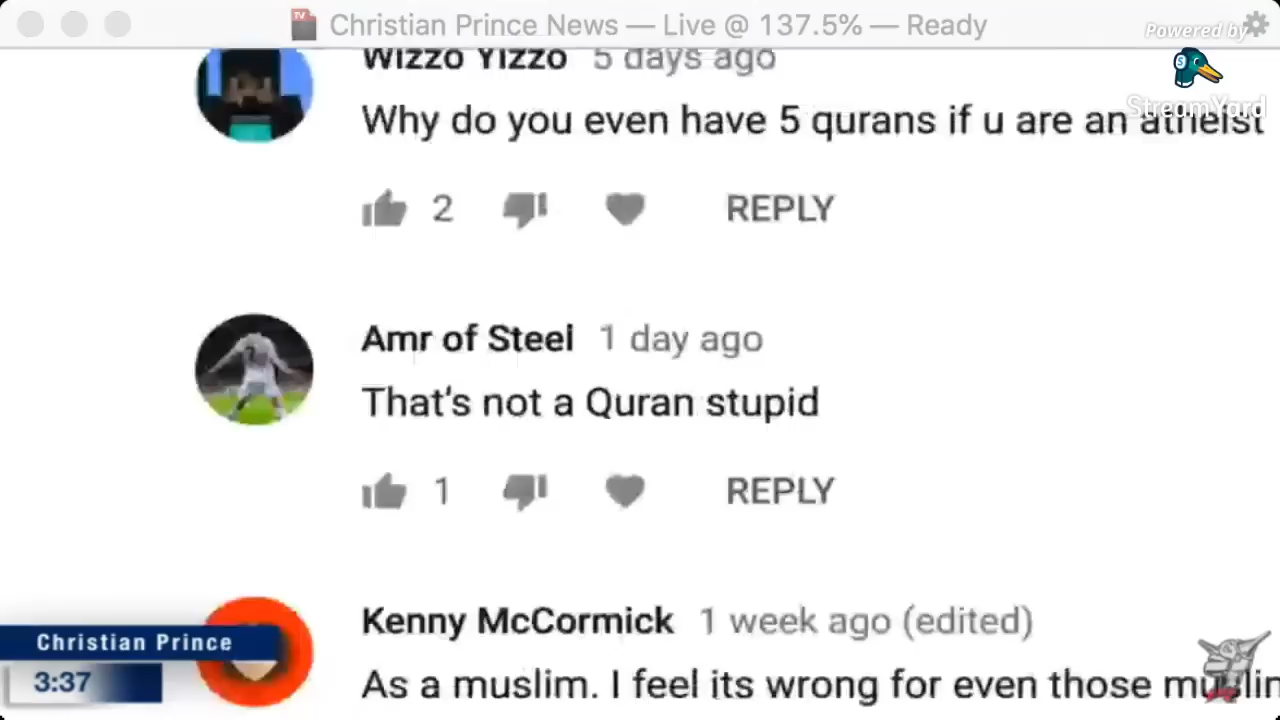 Christian Prince News — Live @ 137.5% — Ready
Powered by
StreamYard
Wizzo Yizzo 5 days ago
Why do you even have 5 qurans if u are an atheist
2 REPLY
Amr of Steel 1 day ago
That's not a Quran stupid
1 REPLY
Kenny McCormick 1 week ago (edited)
As a muslim. I feel its wrong for even those muslim
Christian Prince
3:37